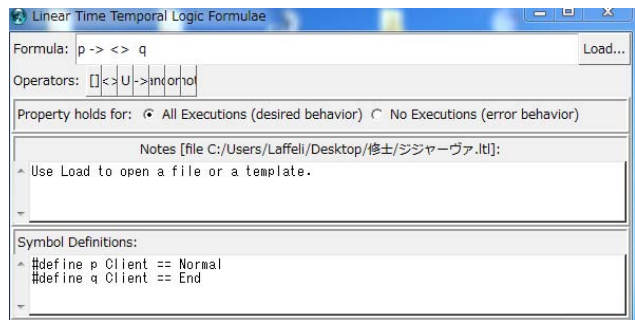 Linear Time Temporal Logic Formulae
Formula: p -> <> q Load...
Operators: [] <> U -> and or not
Property holds for: All Executions (desired behavior) No Executions (error behavior)
Notes [file C:/Users/Laffeli/Desktop/修士/ジジャーヴァ.ltl]:
Use Load to open a file or a template.
Symbol Definitions:
#define p Client == Normal
#define q Client == End